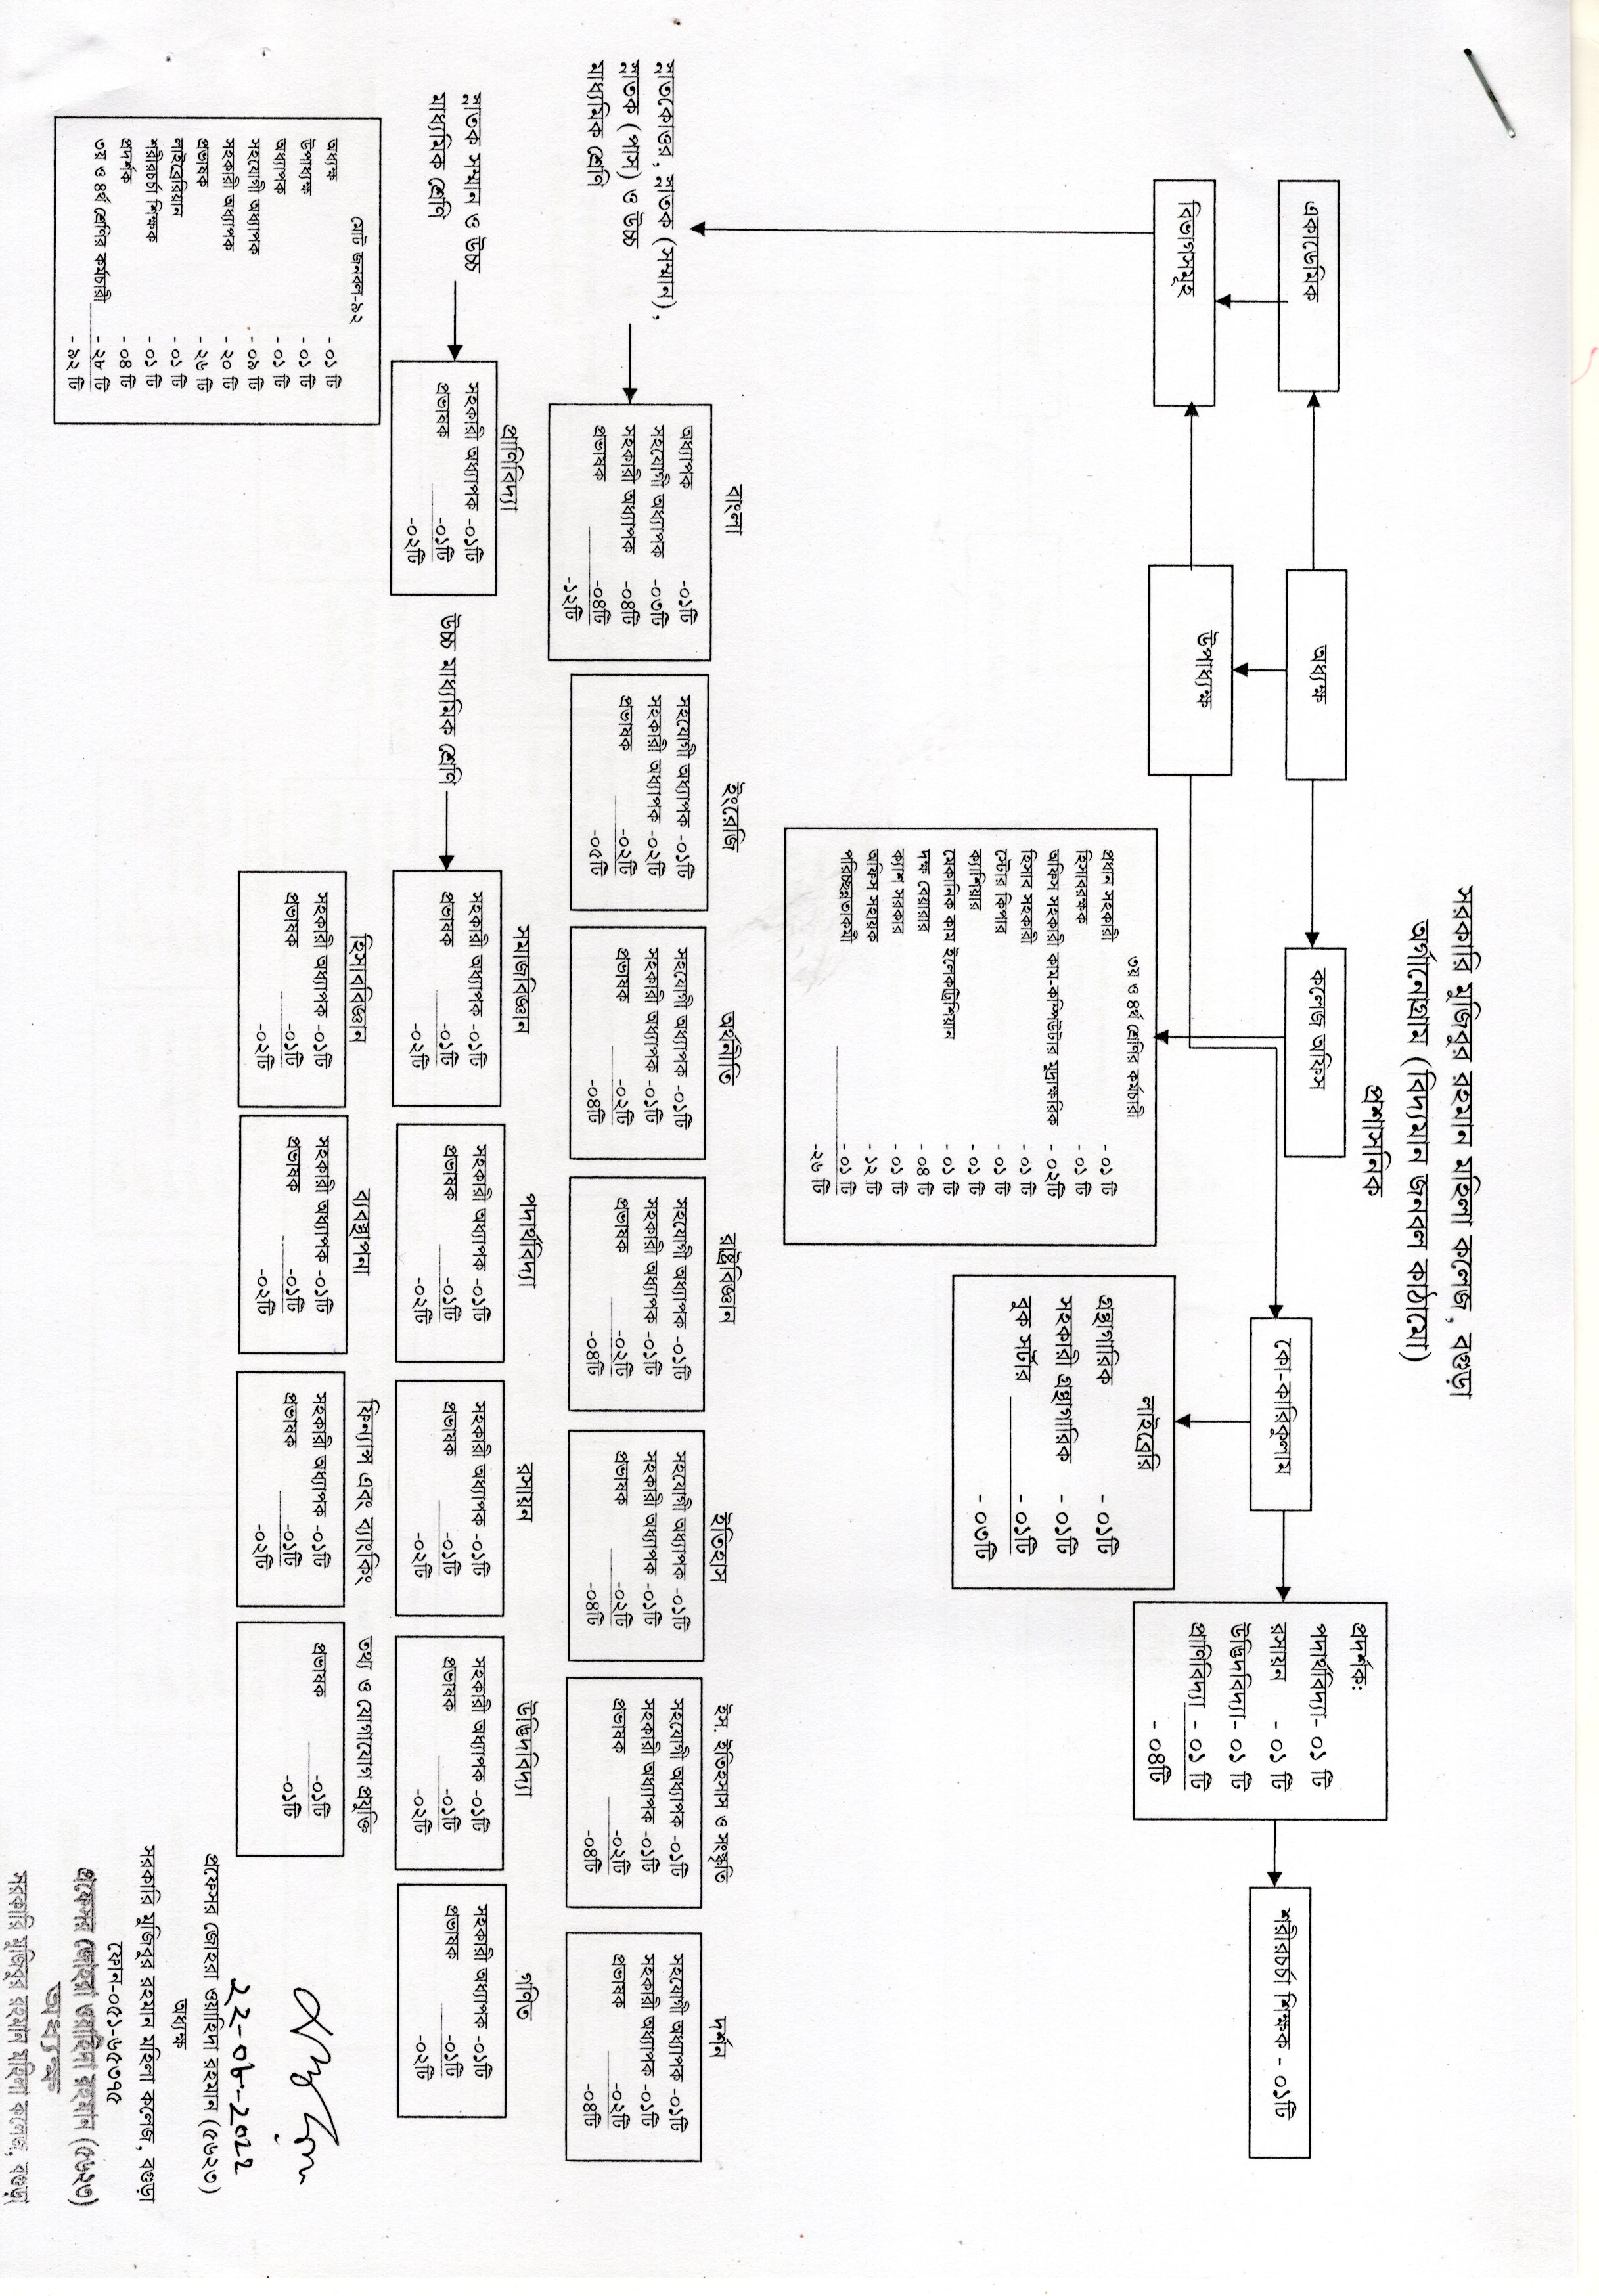 সরকারি মুজিবুর রহমান মহিলা কলেজ, বগুড়া
অর্গানোগ্রাম (বিদ্যমান জনবল কাঠামো)
প্রশাসনিক
একাডেমিক
অধ্যক্ষ
কলেজ অফিস
কো-কারিকুলাম
প্রদর্শক:
পদার্থবিদ্যা- ০১ টি
রসায়ন - ০১ টি
উদ্ভিদবিদ্যা- ০১ টি
প্রাণিবিদ্যা - ০১ টি
- ০৪টি
শরীরচর্চা শিক্ষক - ০১টি
বিভাগসমূহ
উপাধ্যক্ষ
৩য় ও ৪র্থ শ্রেণির কর্মচারী
প্রধান সহকারী - ০১ টি
হিসাবরক্ষক - ০১ টি
অফিস সহকারী কাম-কম্পিউটার মুদ্রাক্ষরিক - ০২টি
হিসাব সহকারী - ০১ টি
স্টোর কিপার - ০১ টি
ক্যাশিয়ার - ০১ টি
মেকানিক কাম ইলেকট্রিশিয়ান - ০১ টি
দক্ষ বেয়ারার - ০৪ টি
ক্যাশ সরকার - ০১ টি
অফিস সহায়ক - ১২ টি
পরিচ্ছন্নতাকর্মী - ০১ টি
-২৬ টি
লাইব্রেরি
গ্রন্থাগারিক - ০১টি
সহকারী গ্রন্থাগারিক - ০১টি
বুক সর্টার - ০১টি
- ০৩টি
স্নাতকোত্তর, স্নাতক (সম্মান),
স্নাতক (পাস) ও উচ্চ
মাধ্যমিক শ্রেণি
বাংলা
অধ্যাপক -০১টি
সহযোগী অধ্যাপক -০৩টি
সহকারী অধ্যাপক -০৪টি
প্রভাষক -০৪টি
-১২টি
ইংরেজি
সহযোগী অধ্যাপক -০১টি
সহকারী অধ্যাপক -০২টি
প্রভাষক -০২টি
-০৫টি
অর্থনীতি
সহযোগী অধ্যাপক -০১টি
সহকারী অধ্যাপক -০১টি
প্রভাষক -০২টি
-০৪টি
রাষ্ট্রবিজ্ঞান
সহযোগী অধ্যাপক -০১টি
সহকারী অধ্যাপক -০১টি
প্রভাষক -০২টি
-০৪টি
ইতিহাস
সহযোগী অধ্যাপক -০১টি
সহকারী অধ্যাপক -০১টি
প্রভাষক -০২টি
-০৪টি
ইস. ইতিহসাস ও সংস্কৃতি
সহযোগী অধ্যাপক -০১টি
সহকারী অধ্যাপক -০১টি
প্রভাষক -০২টি
-০৪টি
দর্শন
সহযোগী অধ্যাপক -০১টি
সহকারী অধ্যাপক -০১টি
প্রভাষক -০২টি
-০৪টি
স্নাতক সম্মান ও উচ্চ
মাধ্যমিক শ্রেণি
প্রাণিবিদ্যা
সহকারী অধ্যাপক -০১টি
প্রভাষক -০১টি
-০২টি
উচ্চ মাধ্যমিক শ্রেণি
সমাজবিজ্ঞান
সহকারী অধ্যাপক -০১টি
প্রভাষক -০১টি
-০২টি
পদার্থবিদ্যা
সহকারী অধ্যাপক -০১টি
প্রভাষক -০১টি
-০২টি
রসায়ন
সহকারী অধ্যাপক -০১টি
প্রভাষক -০১টি
-০২টি
উদ্ভিদবিদ্যা
সহকারী অধ্যাপক -০১টি
প্রভাষক -০১টি
-০২টি
গণিত
সহকারী অধ্যাপক -০১টি
প্রভাষক -০১টি
-০২টি
হিসাববিজ্ঞান
সহকারী অধ্যাপক -০১টি
প্রভাষক -০১টি
-০২টি
ব্যবস্থাপনা
সহকারী অধ্যাপক -০১টি
প্রভাষক -০১টি
-০২টি
ফিন্যান্স এবং ব্যাংকিং
সহকারী অধ্যাপক -০১টি
প্রভাষক -০১টি
-০২টি
তথ্য ও যোগাযোগ প্রযুক্তি
প্রভাষক -০১টি
-০১টি
মোট জনবল-৯২
অধ্যক্ষ - ০১ টি
উপাধ্যক্ষ - ০১ টি
অধ্যাপক - ০১ টি
সহযোগী অধ্যাপক - ০৯ টি
সহকারী অধ্যাপক - ২০ টি
প্রভাষক - ২৬ টি
লাইব্রেরিয়ান - ০১ টি
শরীরচর্চা শিক্ষক - ০১ টি
প্রদর্শক - ০৪ টি
৩য় ও ৪র্থ শ্রেণির কর্মচারী - ২৮ টি
- ৯২ টি
২২-০৮-২০২২
প্রফেসর জোহরা ওয়াহিদা রহমান (৫৬২৩)
অধ্যক্ষ
সরকারি মুজিবুর রহমান মহিলা কলেজ, বগুড়া
ফোন-০৫১-৬৫৩৭৫
প্রফেসর জোহরা ওয়াহিদা রহমান (৫৬২৩)
অধ্যক্ষ
সরকারি মুজিবুর রহমান মহিলা কলেজ, বগুড়া